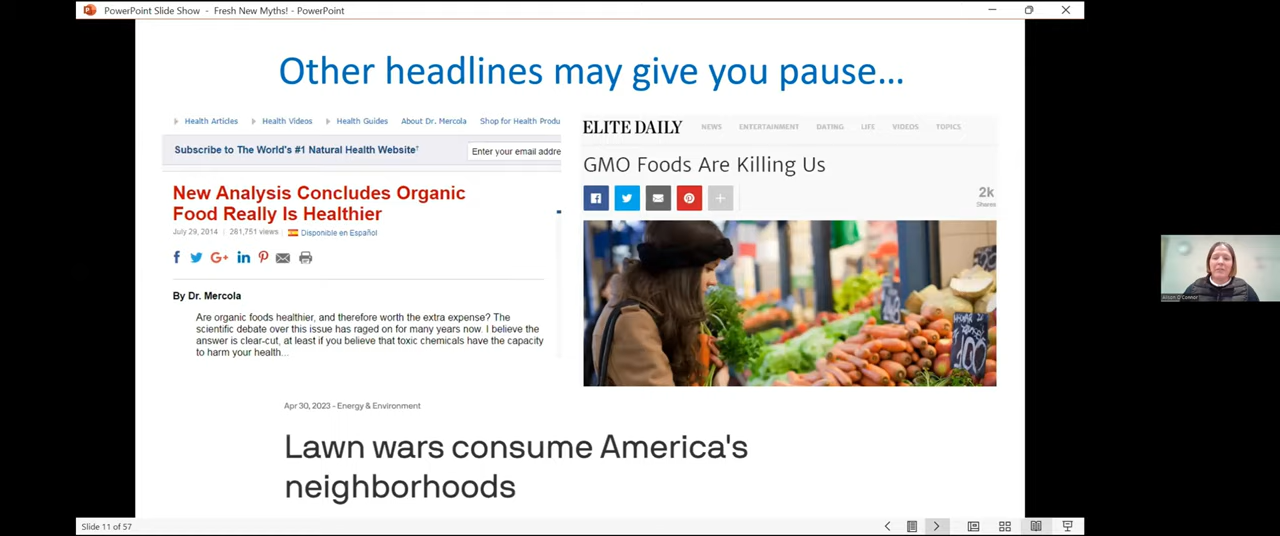 PowerPoint Slide Show - Fresh New Myths! - PowerPoint
Other headlines may give you pause...
Health Articles Health Videos Health Guides About Dr. Mercola Shop for Health Produ
Subscribe to The World's #1 Natural Health Website†
Enter your email addre
New Analysis Concludes Organic
Food Really Is Healthier
July 29, 2014 | 261,751 views | Disponible en Español
By Dr. Mercola
Are organic foods healthier, and therefore worth the extra expense? The
scientific debate over this issue has raged on for many years now. I believe the
answer is clear-cut, at least if you believe that toxic chemicals have the capacity
to harm your health...
ELITE DAILY NEWS ENTERTAINMENT DATING LIFE VIDEOS TOPICS
GMO Foods Are Killing Us
2k
Shares
100
Apr 30, 2023 - Energy & Environment
Lawn wars consume America's
neighborhoods
Alison O'Connor
Slide 11 of 57